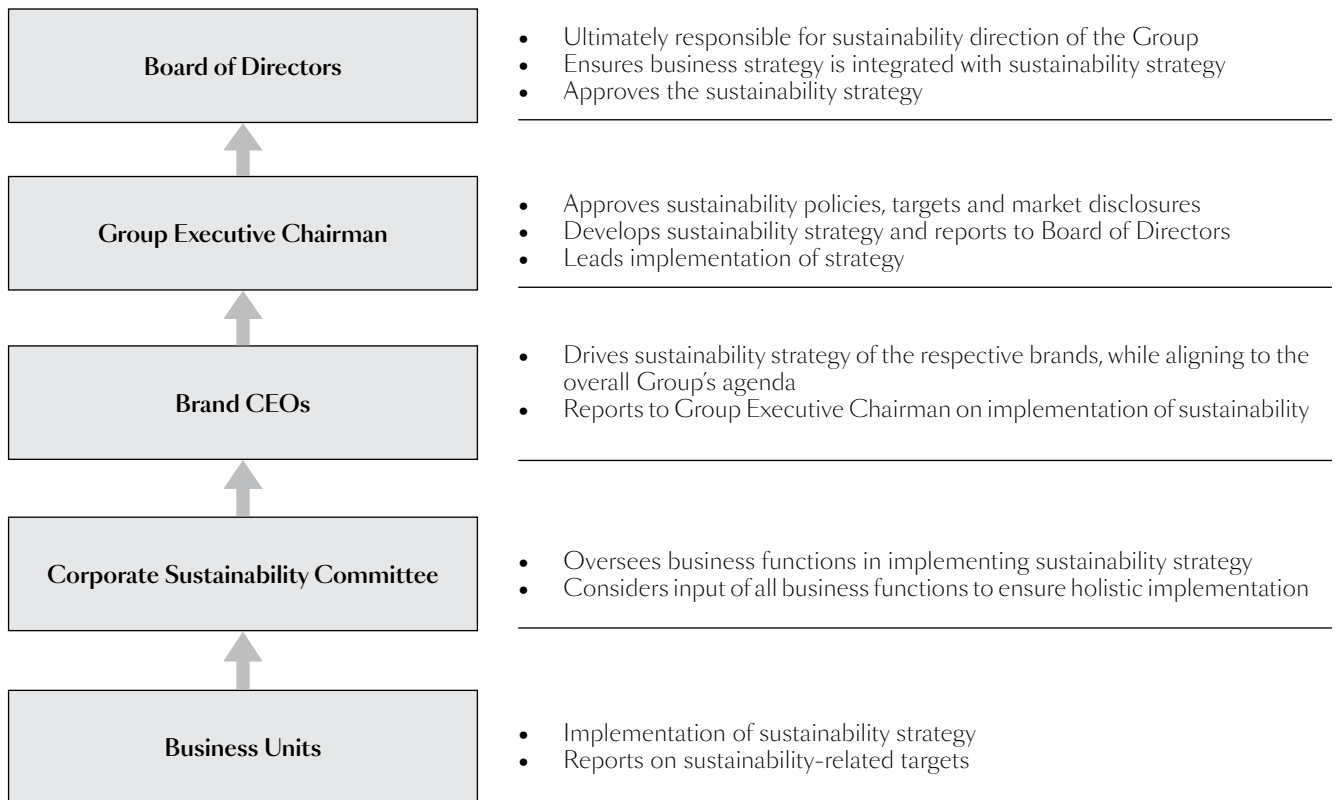 Board of Directors
• Ultimately responsible for sustainability direction of the Group
• Ensures business strategy is integrated with sustainability strategy
• Approves the sustainability strategy
Group Executive Chairman
• Approves sustainability policies, targets and market disclosures
• Develops sustainability strategy and reports to Board of Directors
• Leads implementation of strategy
Brand CEOs
• Drives sustainability strategy of the respective brands, while aligning to the
overall Group's agenda
• Reports to Group Executive Chairman on implementation of sustainability
Corporate Sustainability Committee
• Oversees business functions in implementing sustainability strategy
• Considers input of all business functions to ensure holistic implementation
Business Units
• Implementation of sustainability strategy
• Reports on sustainability-related targets